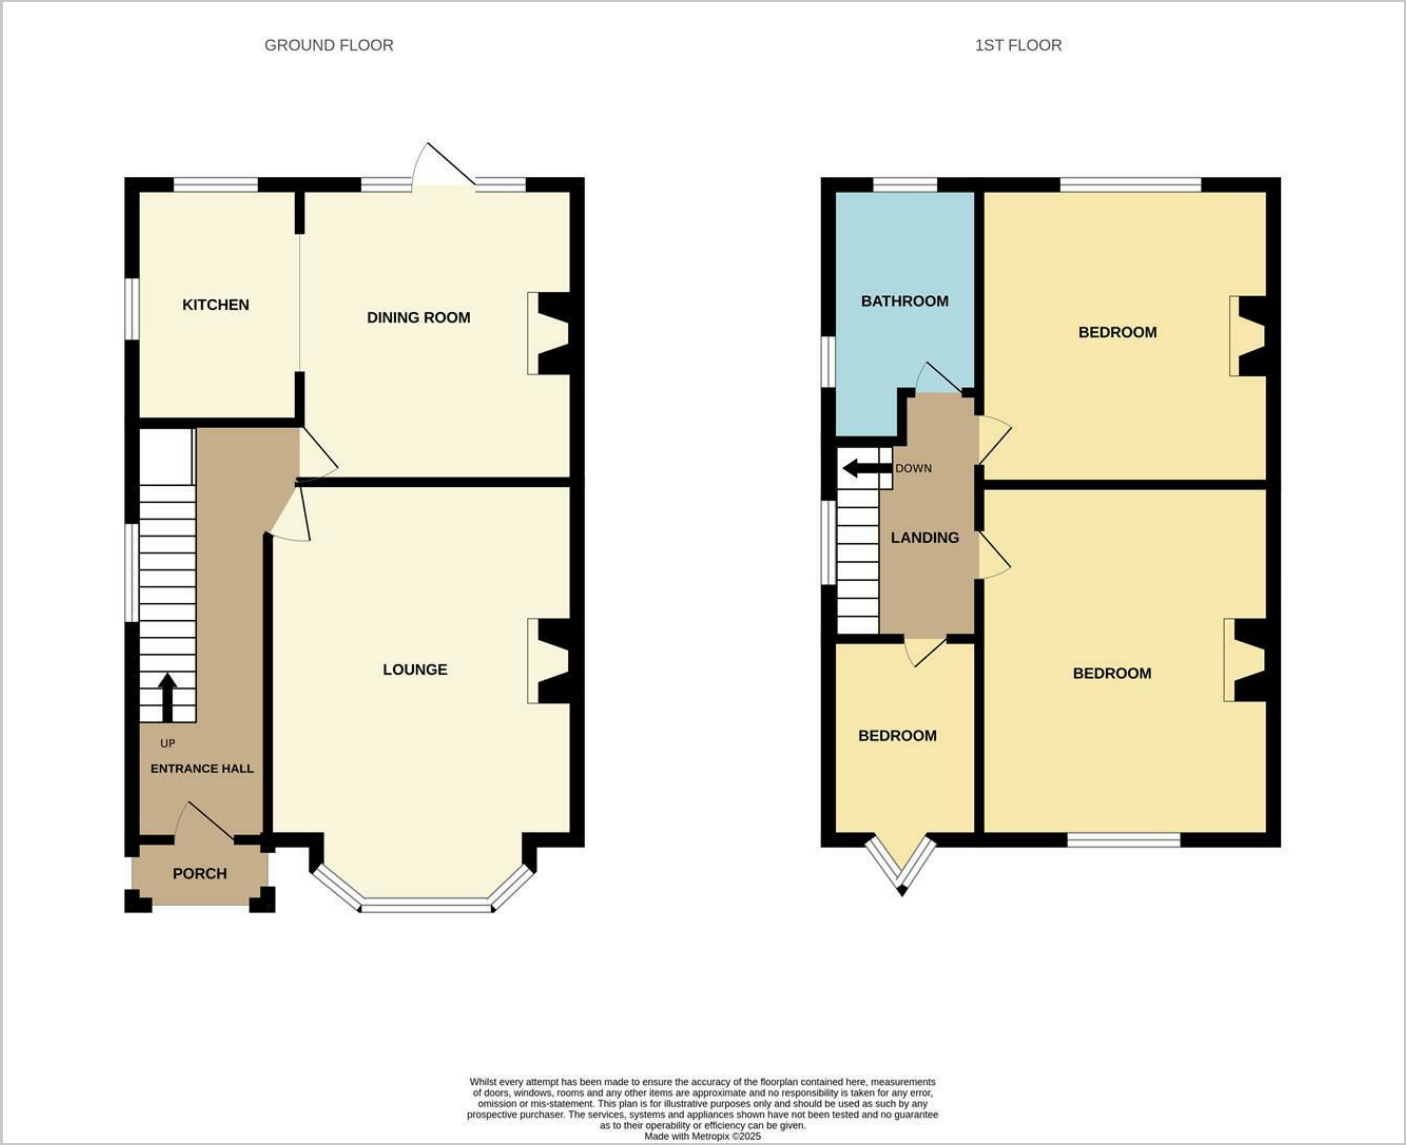 GROUND FLOOR
1ST FLOOR
KITCHEN
DINING ROOM
LOUNGE
UP
ENTRANCE HALL
PORCH
BATHROOM
BEDROOM
DOWN
LANDING
BEDROOM
BEDROOM
Whilst every attempt has been made to ensure the accuracy of the floorplan contained here, measurements
of doors, windows, rooms and any other items are approximate and no responsibility is taken for any error,
omission or mis-statement. This plan is for illustrative purposes only and should be used as such by any
prospective purchaser. The services, systems and appliances shown have not been tested and no guarantee
as to their operability or efficiency can be given.
Made with Metropix ©2025